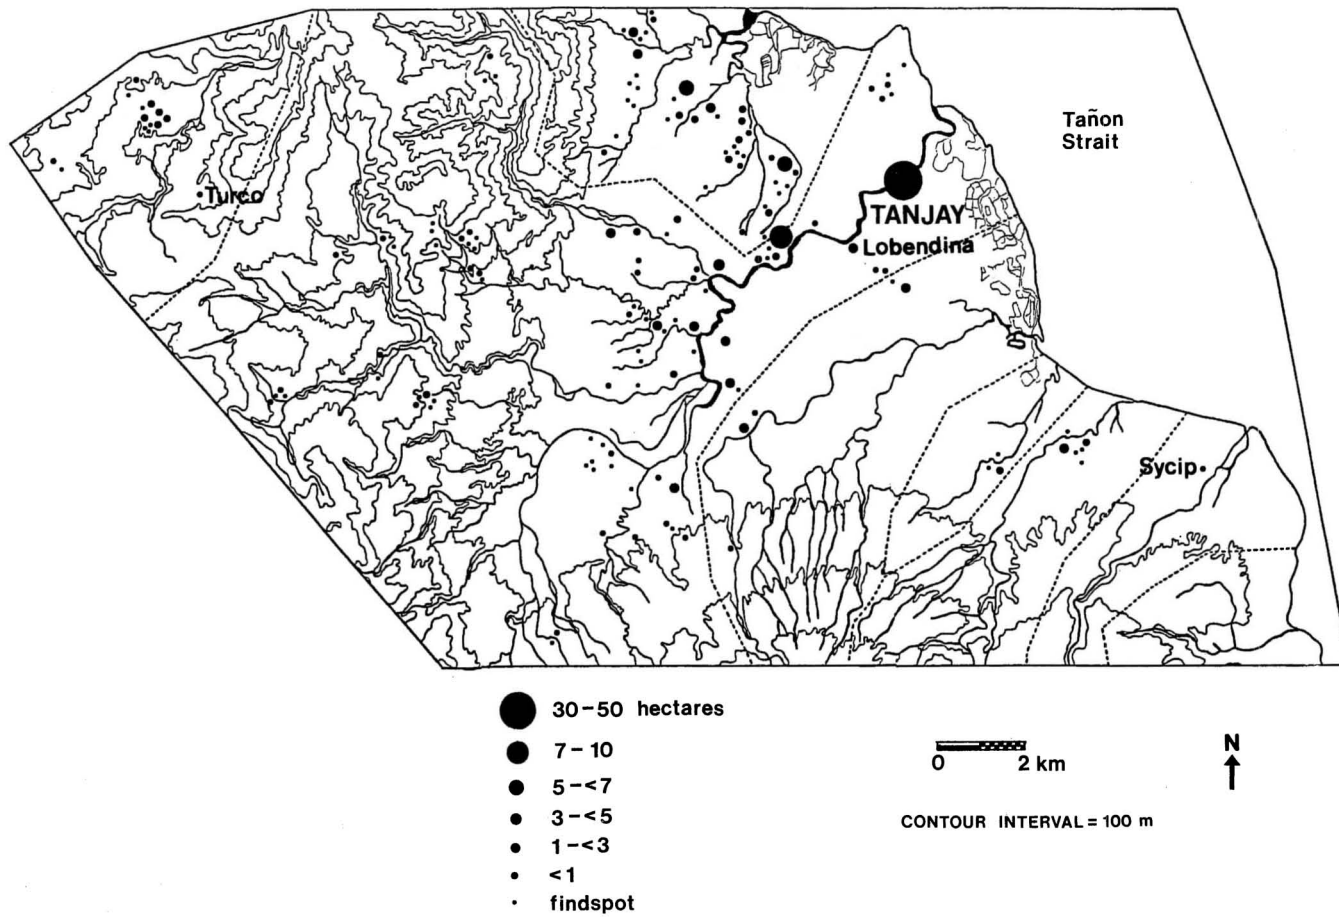 Tañon
Strait
Turco
TANJAY
Lobendina
Sycip
30-50 hectares
7-10
5-<7
3-<5
1-<3
<1
findspot
0 2 km
N
CONTOUR INTERVAL = 100 m